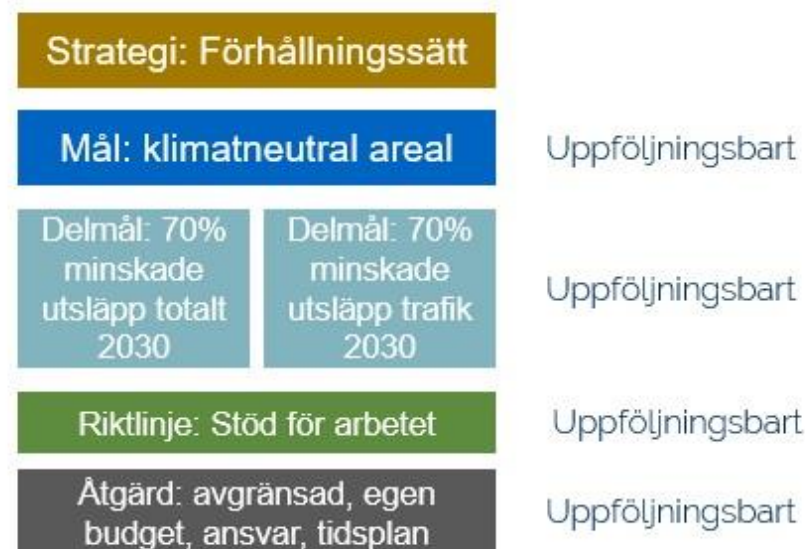 Strategi: Förhållningssätt
Mål: klimatneutral areal
Uppföljningsbart
Delmål: 70%
minskade
utsläpp totalt
2030
Delmål: 70%
minskade
utsläpp trafik
2030
Uppföljningsbart
Riktlinje: Stöd för arbetet
Uppföljningsbart
Åtgärd: avgränsad, egen
budget, ansvar, tidsplan
Uppföljningsbart